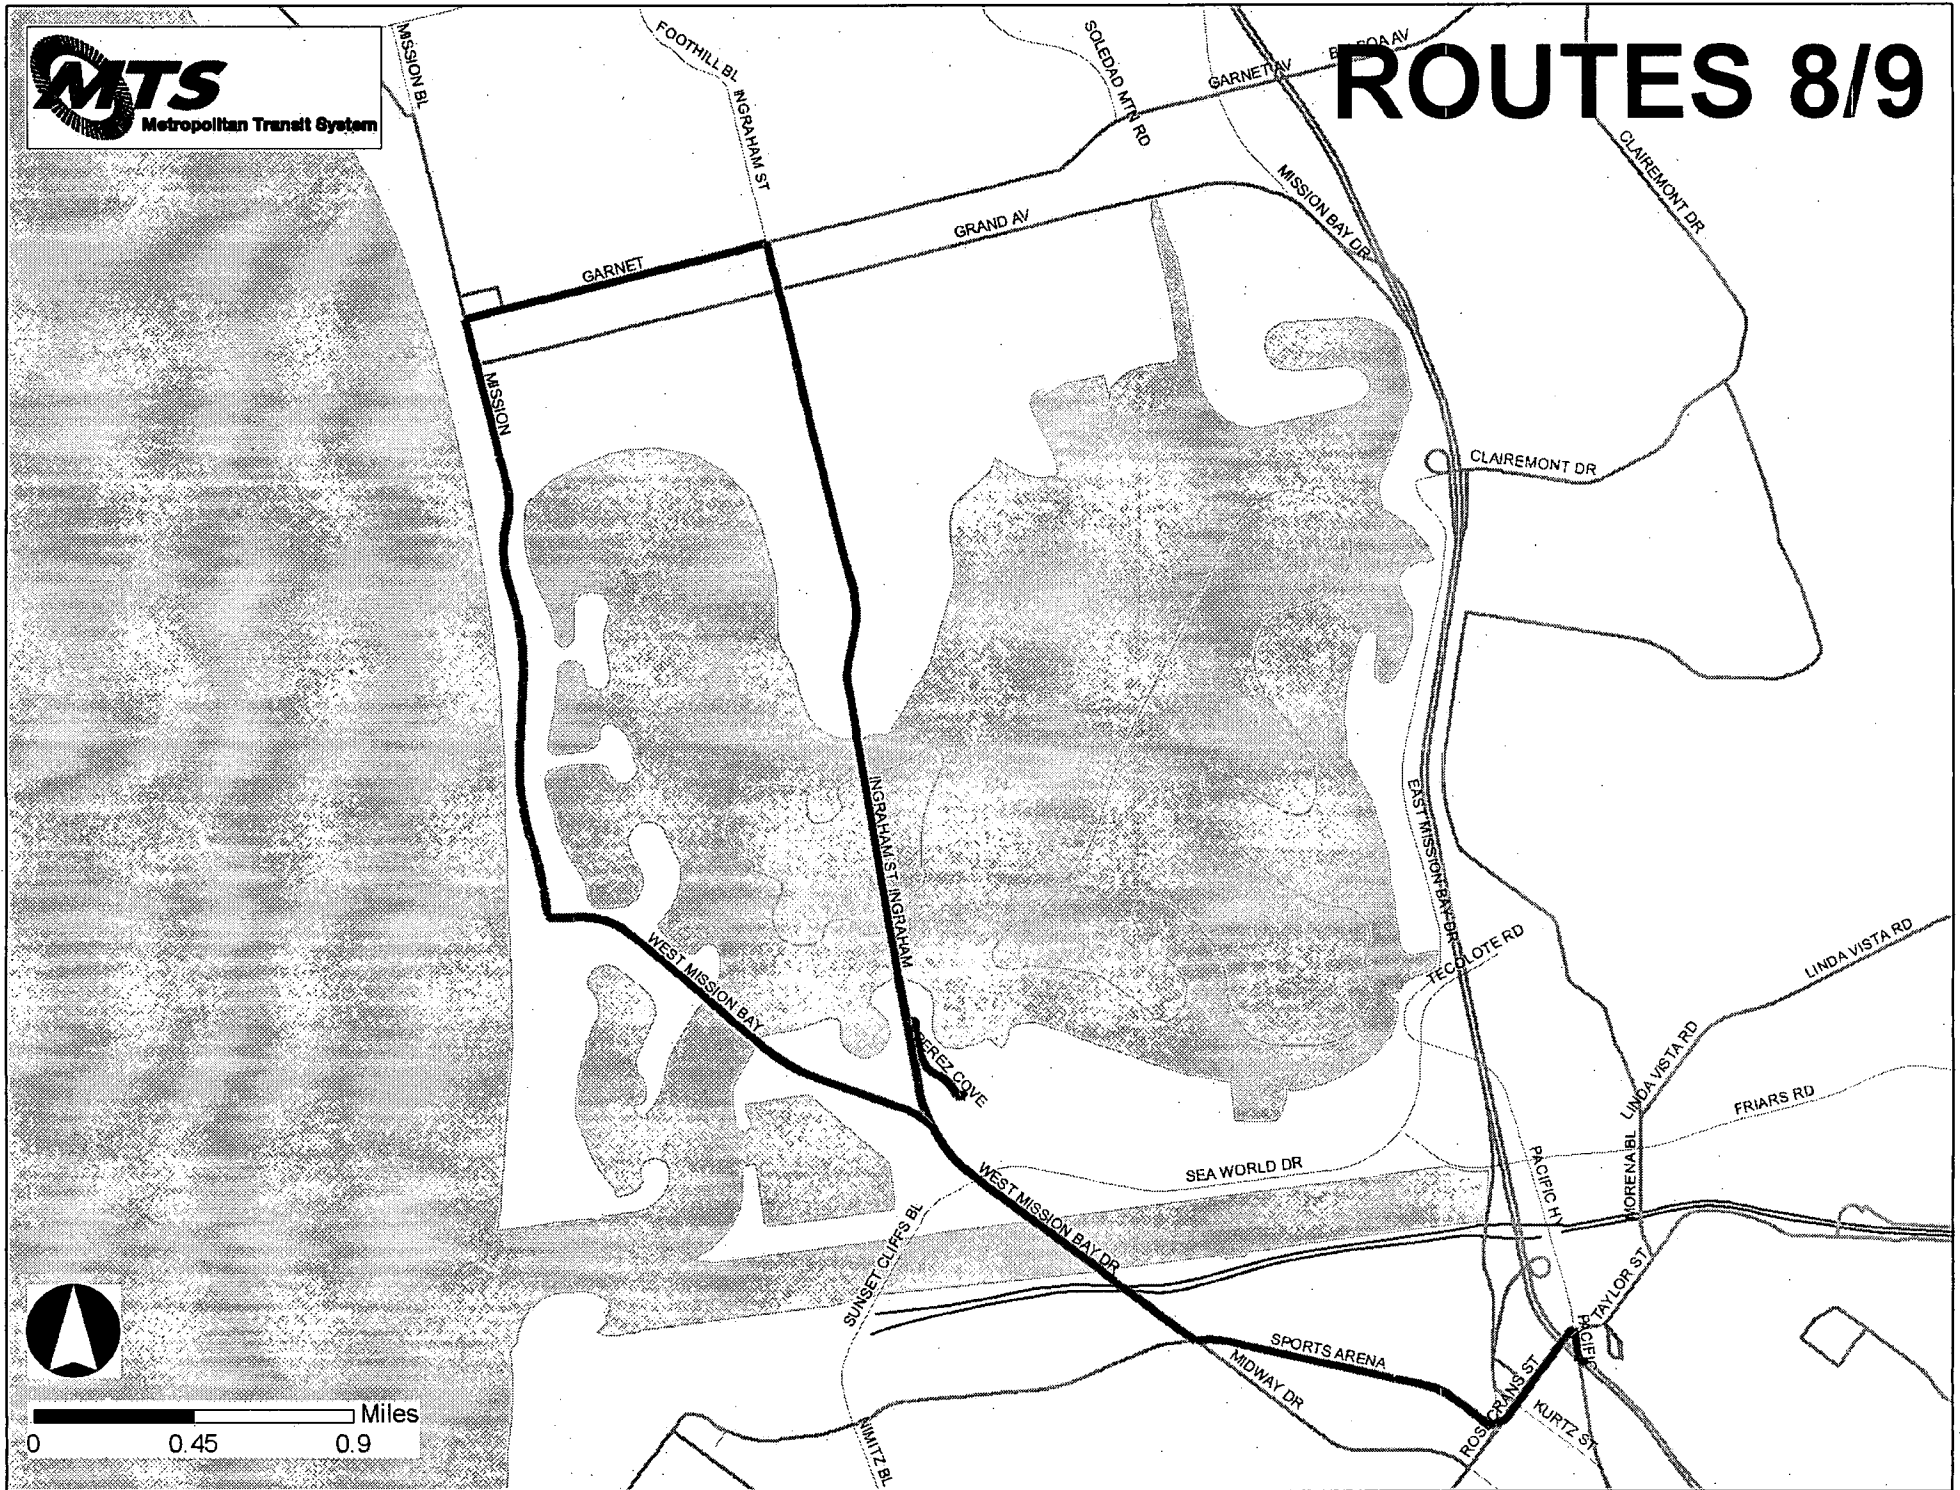 MTS
Metropolitan Transit System
ROUTES 8/9
MISSION BL
FOOTHILL BL
INGRAHAM ST
SOLEDAD MTN RD
GARNET AV
CLAIREMONT DR
MISSION BAY DR
GRAND AV
GARNET
MISSION
CLAIREMONT DR
INGRAHAM ST
INGRAHAM
EAST MISSION BAY DR
TECOLOTE RD
LINDA VISTA RD
WEST MISSION BAY
PEREZ COVE
LINDA VISTA RD
FRIARS RD
MORENA BL
PACIFIC HY
SEA WORLD DR
WEST MISSION BAY DR
SUNSET CLIFFS BL
TAYLOR ST
PACIFIC
SPORTS ARENA
MIDWAY DR
ROSECRANS ST
KURTZ ST
NIMITZ BL
Miles
0 0.45 0.9